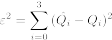 ε² = ∑_{i=0}^{3} (Q̂_i − Q_i)²